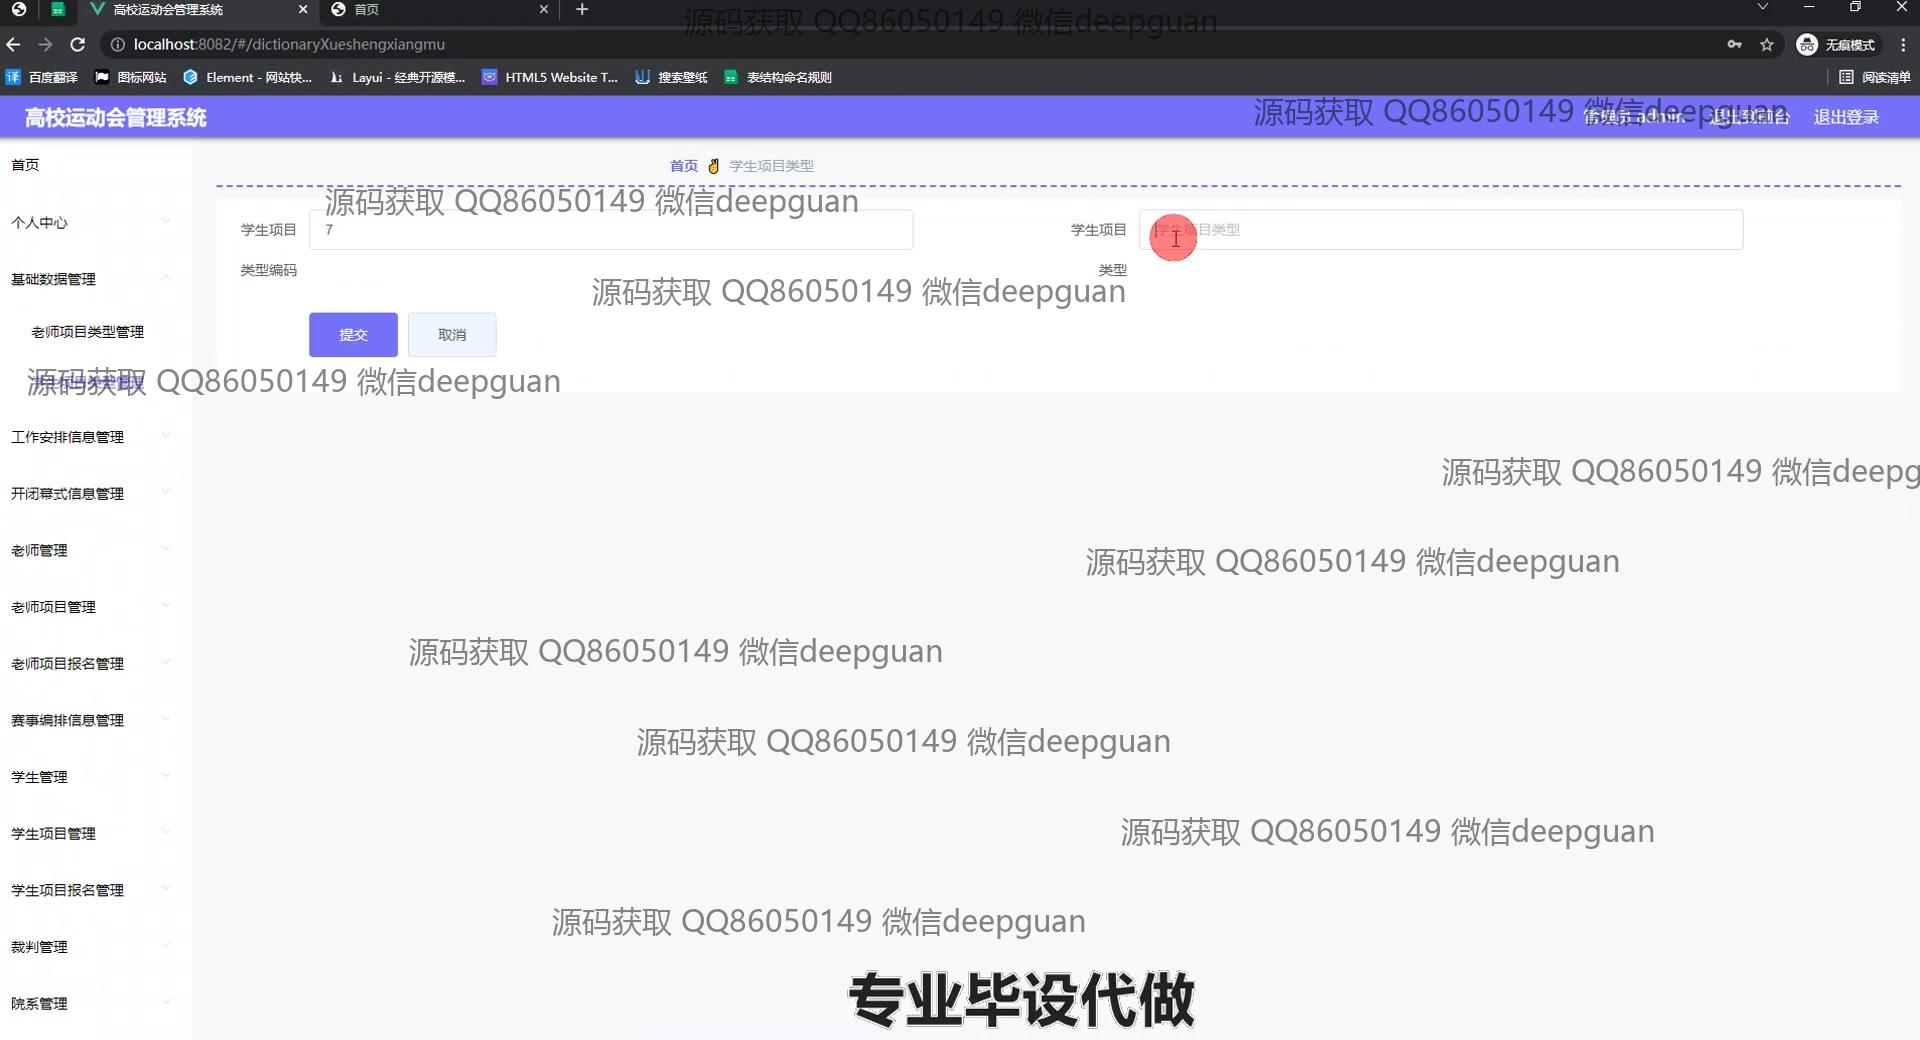 高校运动会管理系统
首页
源码获取 QQ86050149 微信deepguan
localhost:8082/#/dictionaryXueshengxiangmu
无痕模式
百度翻译
图标网站
Element - 网站快...
Layui - 经典开源模...
HTML5 Website T...
搜索壁纸
表结构命名规则
阅读清单
高校运动会管理系统
源码获取 QQ86050149 微信deepguan
管理员 admin
退出到前台
退出登录
首页
首页 学生项目类型
源码获取 QQ86050149 微信deepguan
个人中心
学生项目
7
学生项目
学生项目类型
类型编码
类型
基础数据管理
源码获取 QQ86050149 微信deepguan
老师项目类型管理
提交
取消
学生项目类型管理
源码获取 QQ86050149 微信deepguan
工作安排信息管理
源码获取 QQ86050149 微信deepg
开闭幕式信息管理
老师管理
源码获取 QQ86050149 微信deepguan
老师项目管理
老师项目报名管理
源码获取 QQ86050149 微信deepguan
赛事编排信息管理
源码获取 QQ86050149 微信deepguan
学生管理
学生项目管理
源码获取 QQ86050149 微信deepguan
学生项目报名管理
源码获取 QQ86050149 微信deepguan
裁判管理
院系管理
专业毕设代做